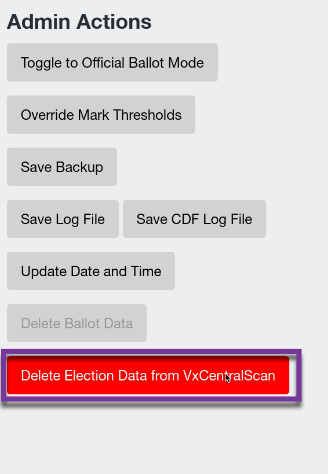 Admin Actions
Toggle to Official Ballot Mode
Override Mark Thresholds
Save Backup
Save Log File Save CDF Log File
Update Date and Time
Delete Ballot Data
Delete Election Data from VxCentralScan